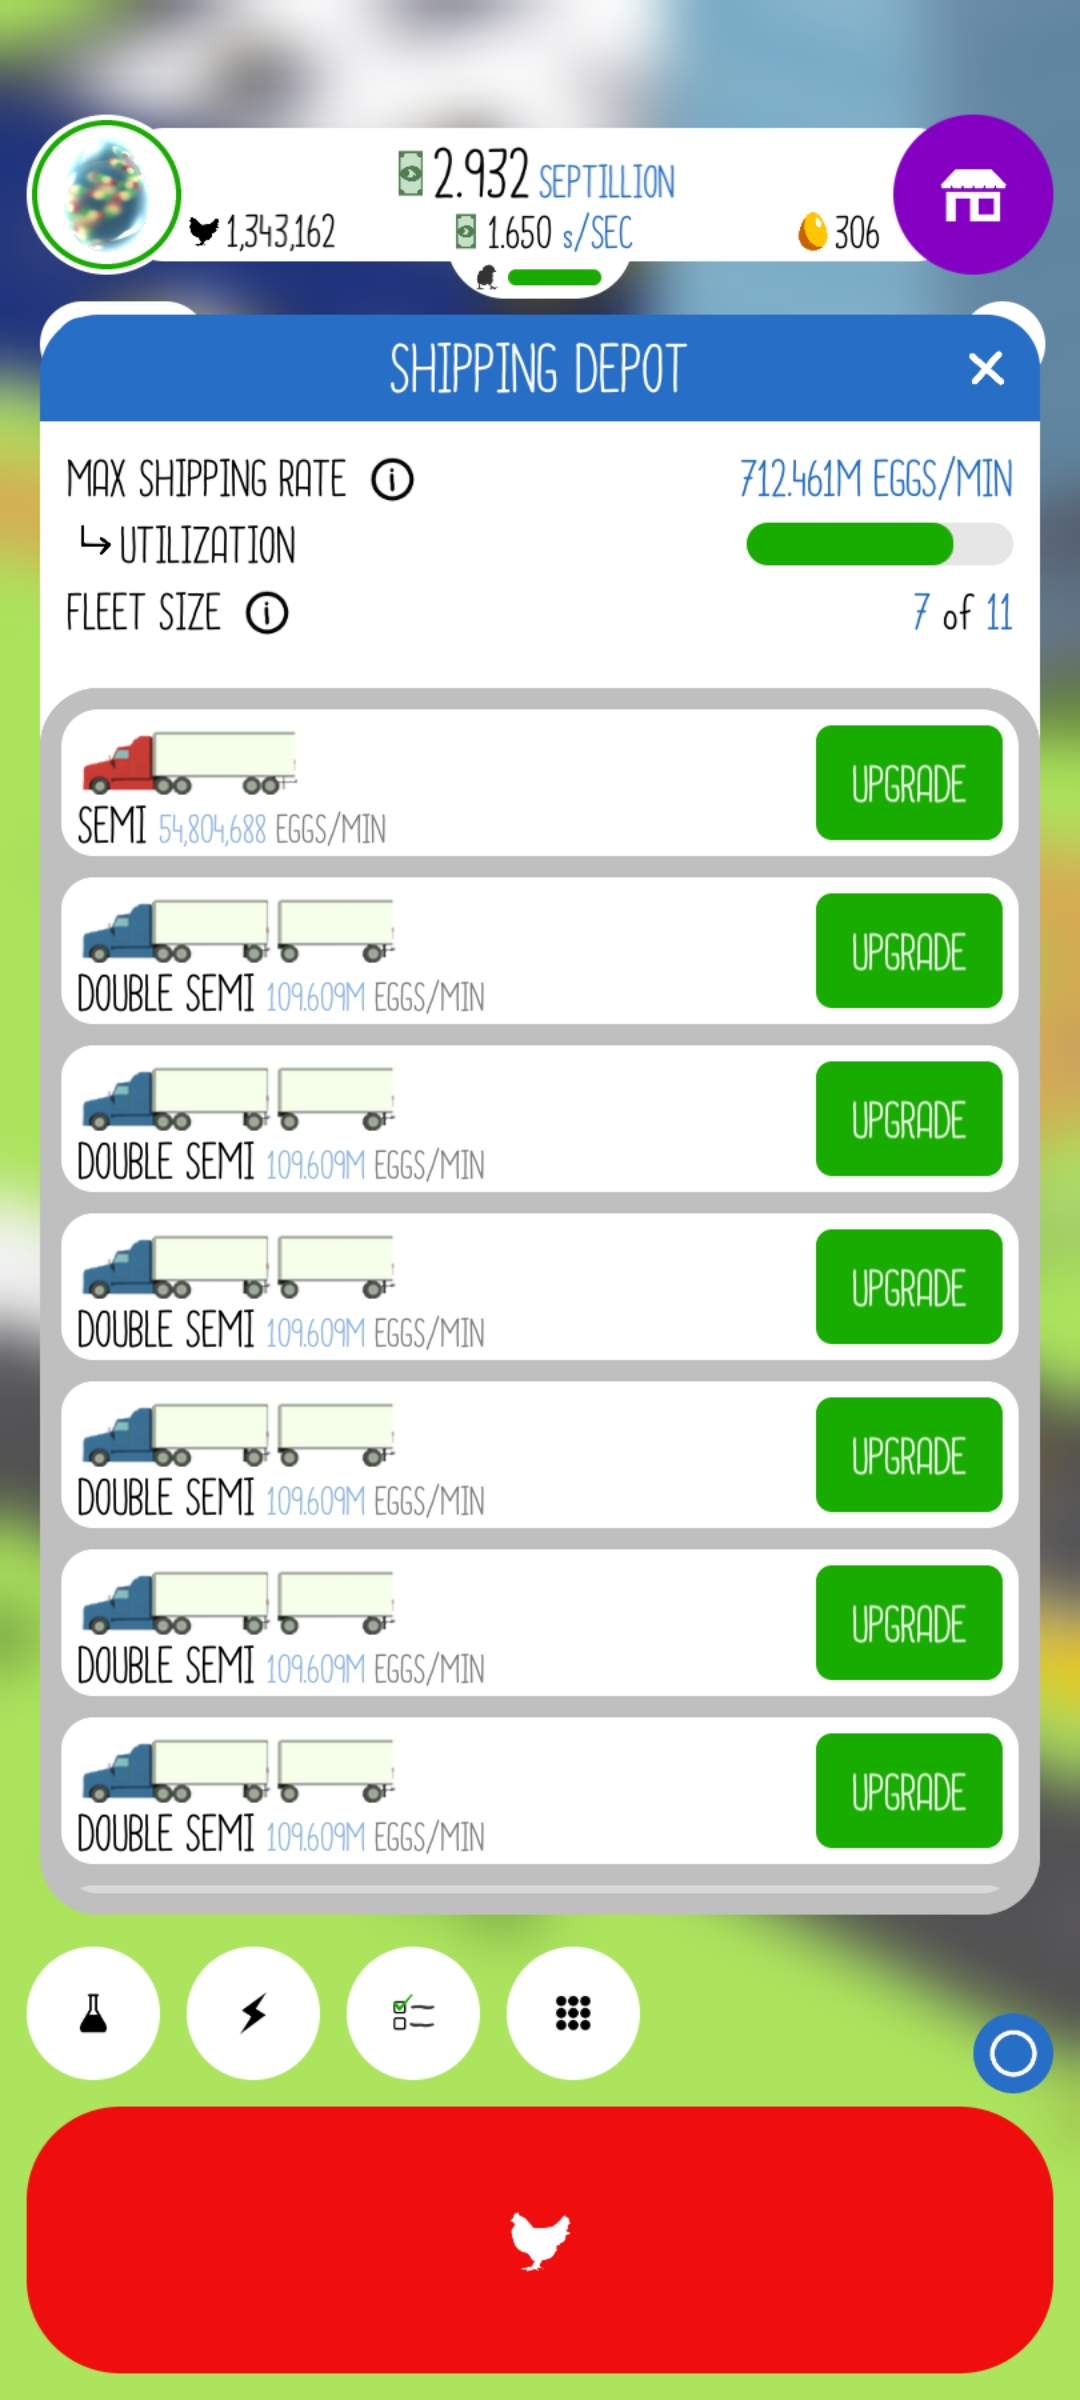 2.932 SEPTILLION
1,343,162 1.650 s/SEC 306
SHIPPING DEPOT
MAX SHIPPING RATE 712.461M EGGS/MIN
UTILIZATION
FLEET SIZE 7 of 11
SEMI 54,804,688 EGGS/MIN UPGRADE
DOUBLE SEMI 109.609M EGGS/MIN UPGRADE
DOUBLE SEMI 109.609M EGGS/MIN UPGRADE
DOUBLE SEMI 109.609M EGGS/MIN UPGRADE
DOUBLE SEMI 109.609M EGGS/MIN UPGRADE
DOUBLE SEMI 109.609M EGGS/MIN UPGRADE
DOUBLE SEMI 109.609M EGGS/MIN UPGRADE